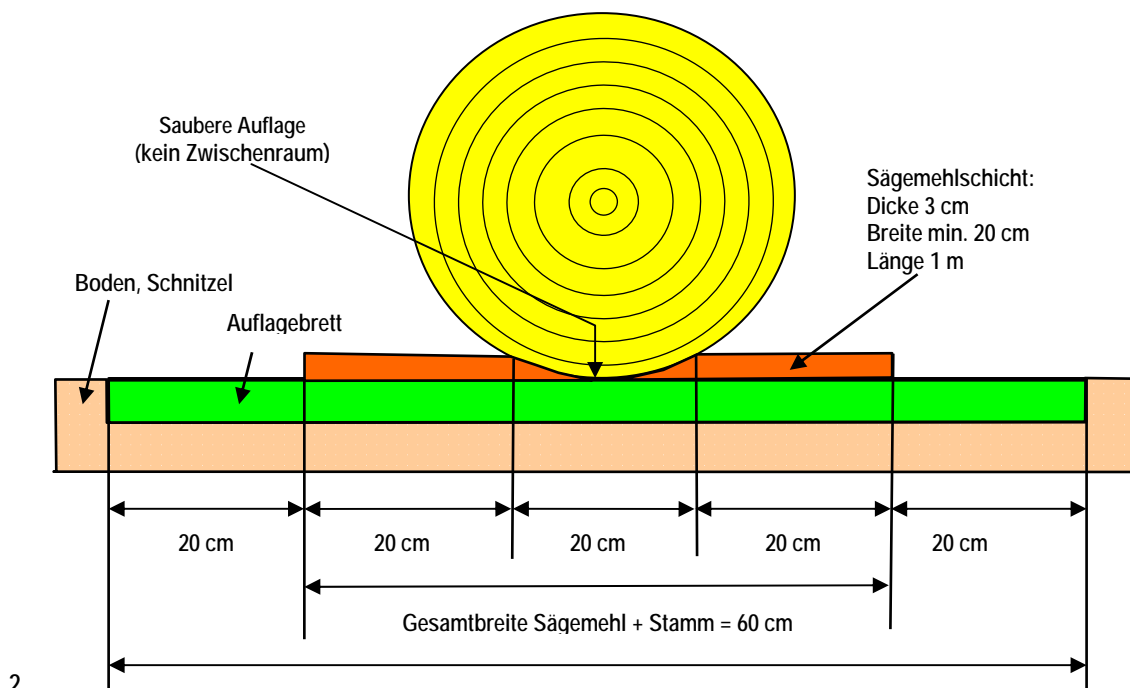 Saubere Auflage
(kein Zwischenraum)
Sägemehlschicht:
Dicke 3 cm
Breite min. 20 cm
Länge 1 m
Boden, Schnitzel
Auflagebrett
20 cm
20 cm
20 cm
20 cm
20 cm
Gesamtbreite Sägemehl + Stamm = 60 cm
2